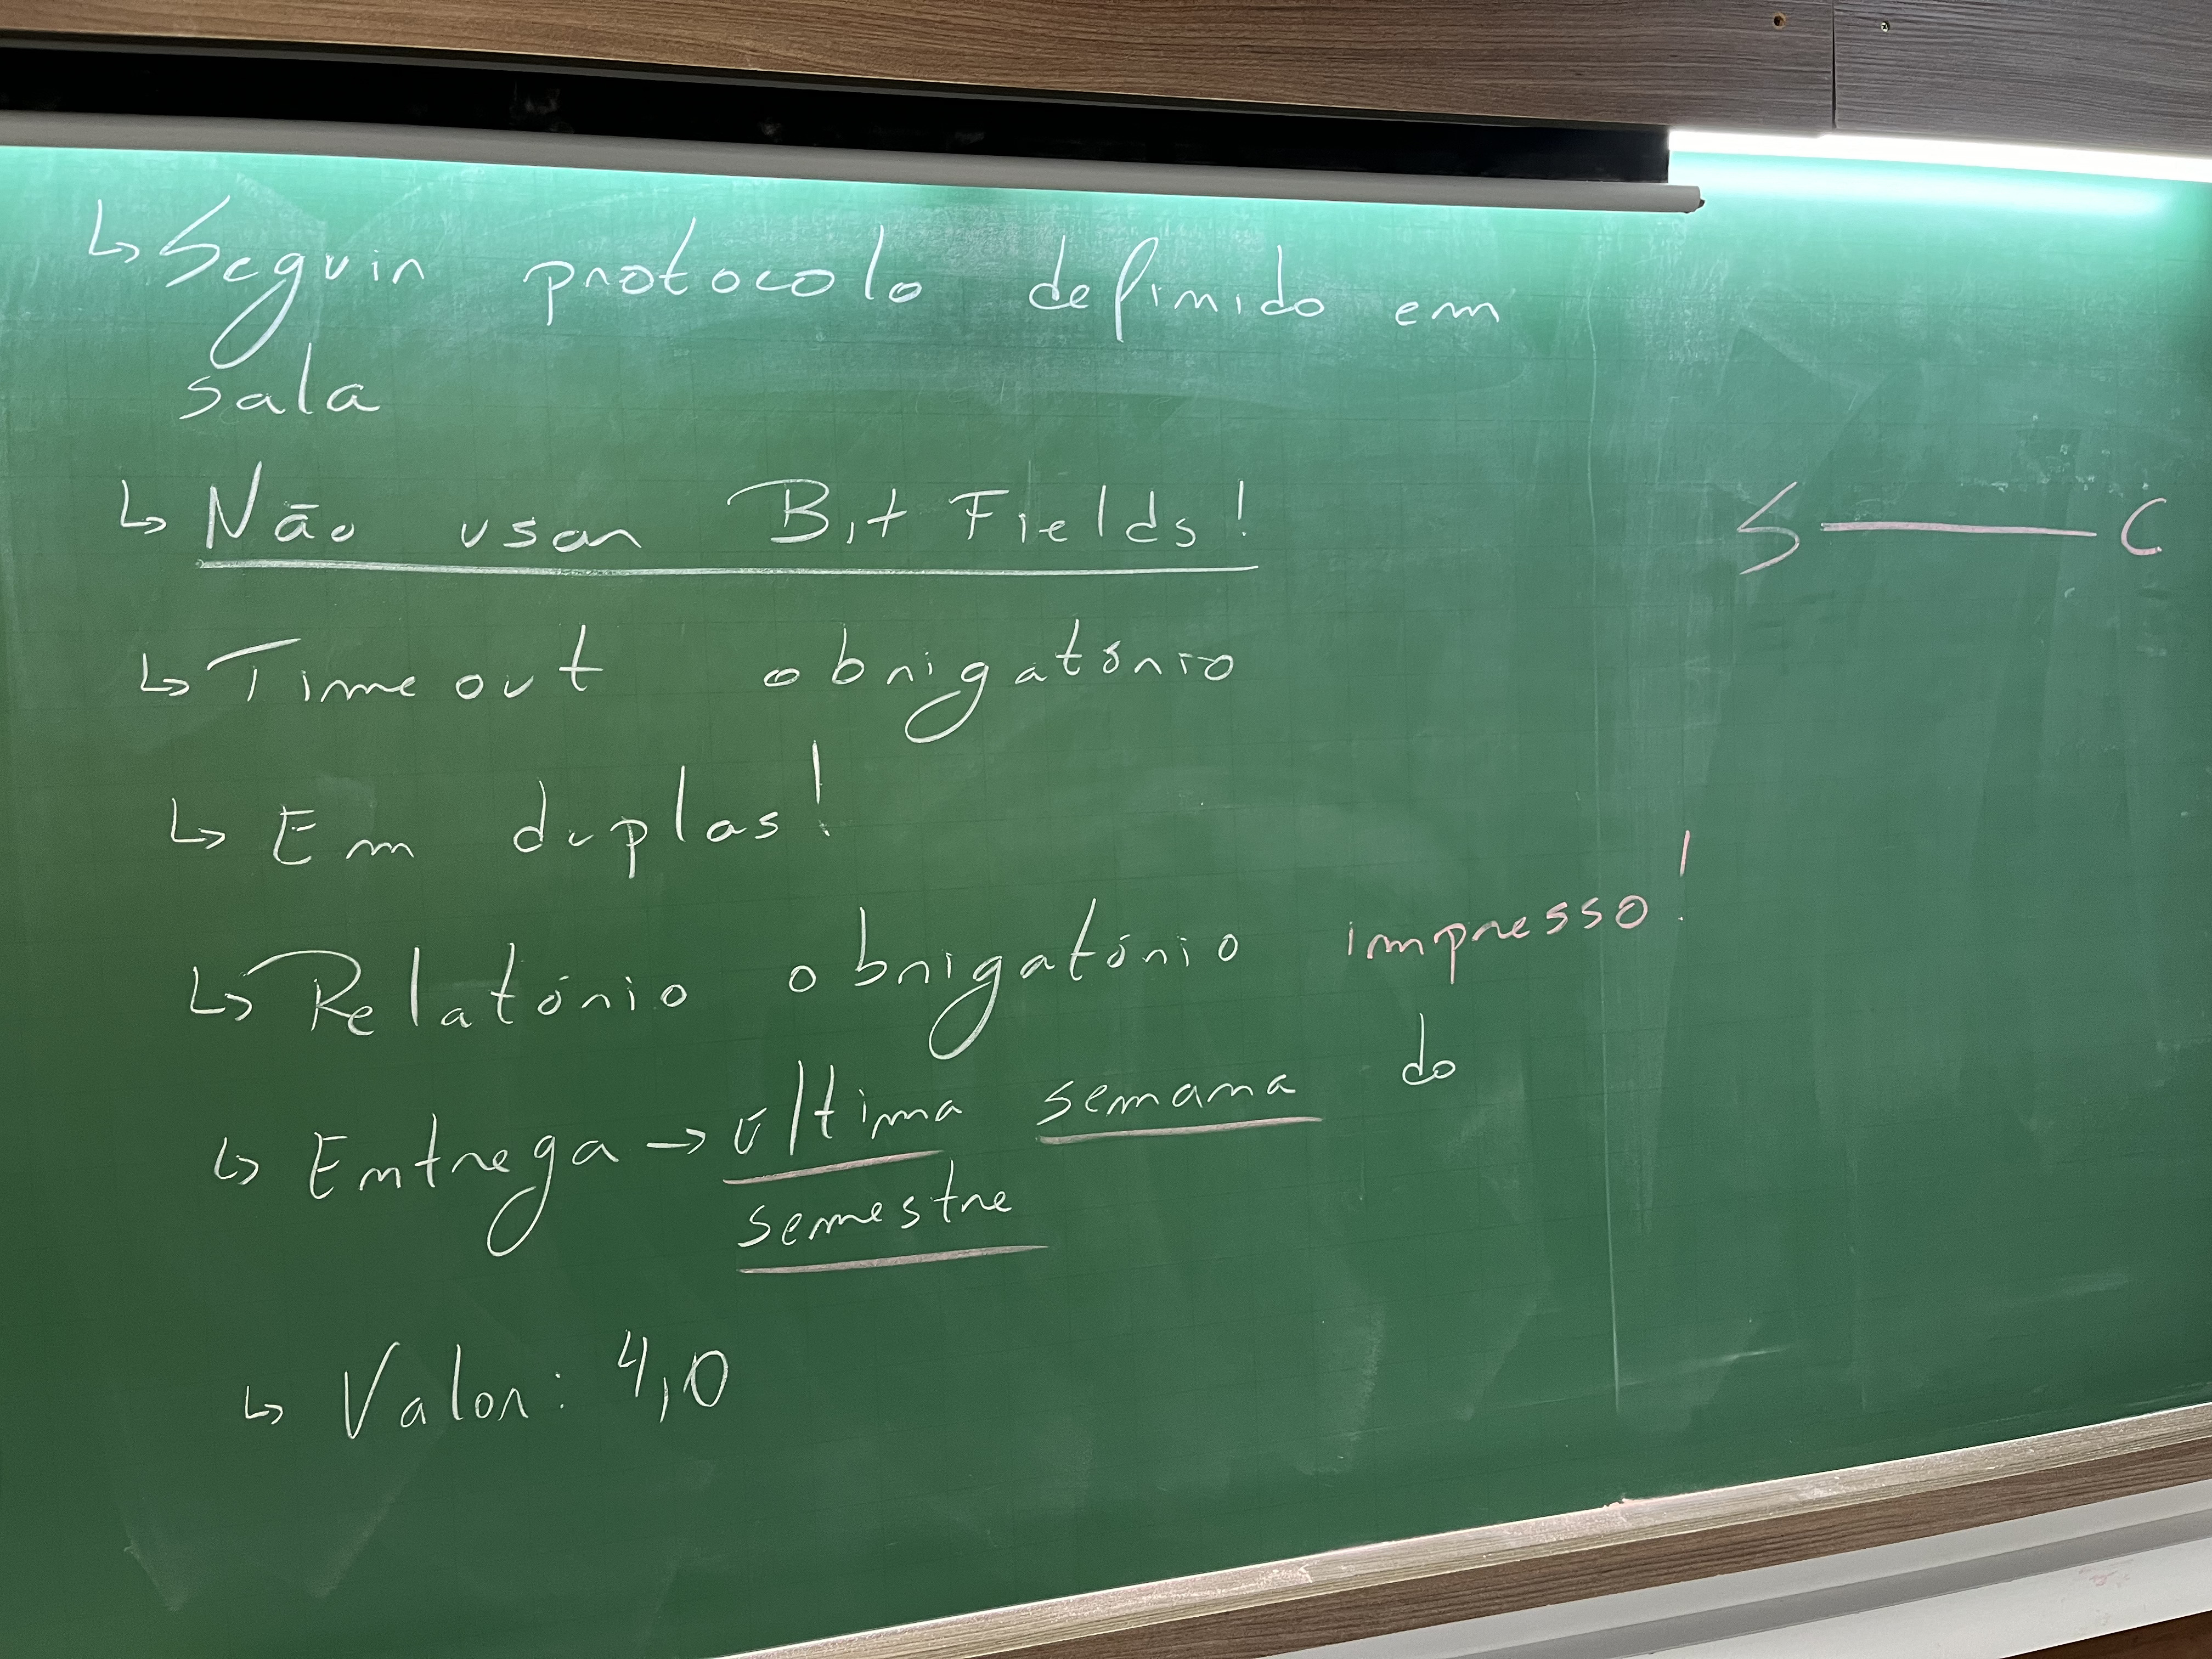 ↳ Seguir protocolo definido em
sala
↳ Não usar Bit Fields!
S — C
↳ Timeout obrigatório
↳ Em duplas!
↳ Relatório obrigatório impresso!
↳ Entrega → última semana do
semestre
↳ Valor: 4,0